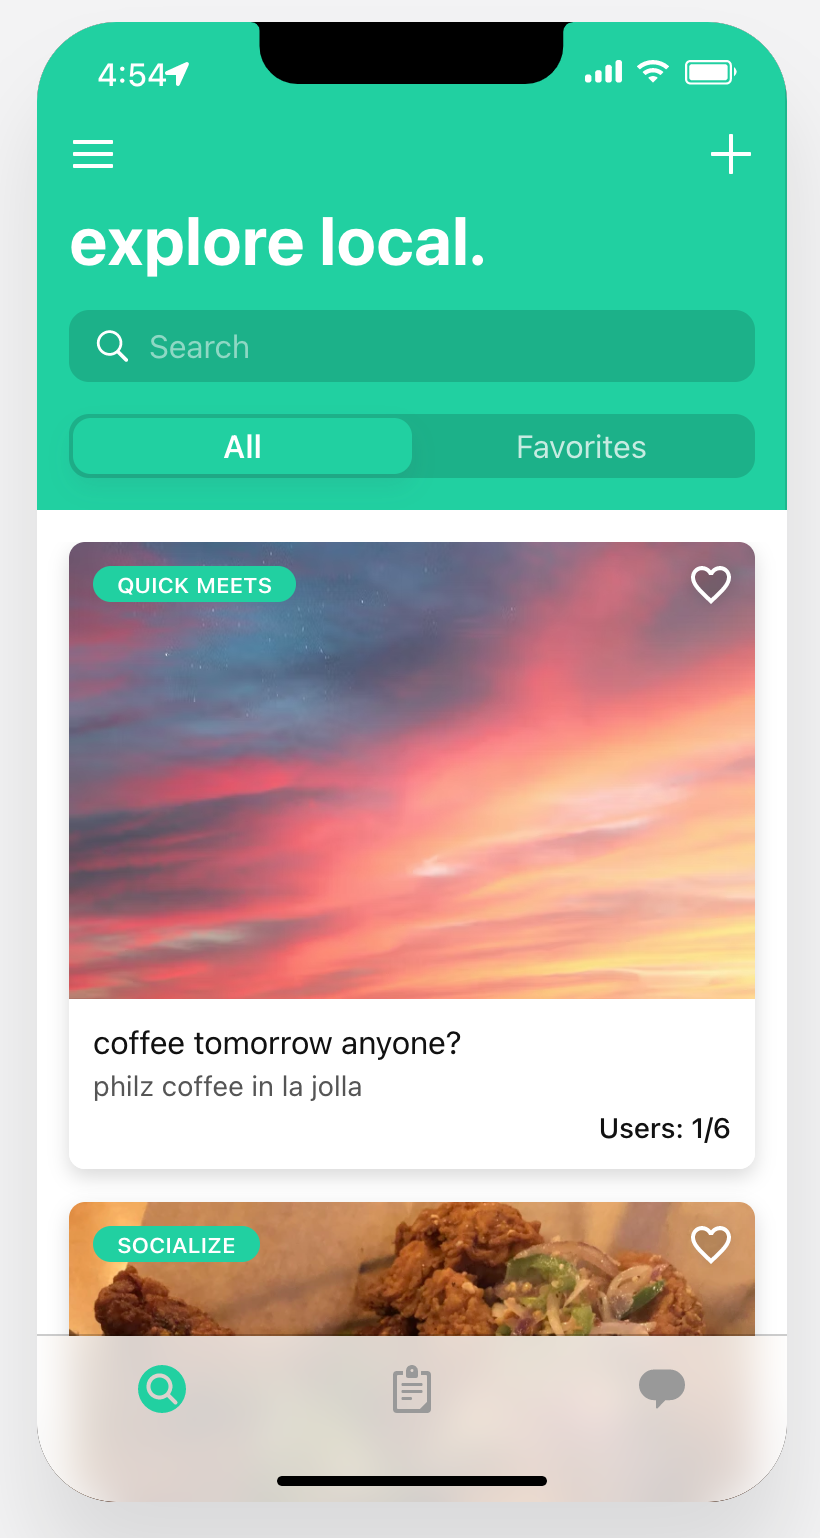 4:54
explore local.
Search
All Favorites
QUICK MEETS
coffee tomorrow anyone?
philz coffee in la jolla
Users: 1/6
SOCIALIZE